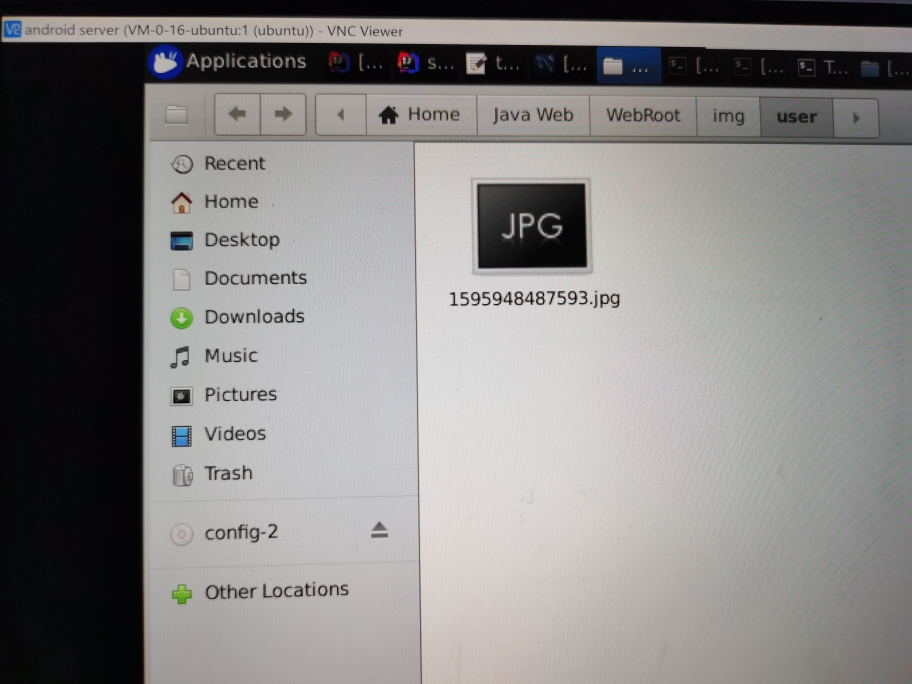 android server (VM-0-16-ubuntu:1 (ubuntu)) - VNC Viewer
Applications [... s... t... [... ... [... [... T... [...
Home Java Web WebRoot img user
Recent
Home
Desktop
Documents
Downloads
Music
Pictures
Videos
Trash
config-2
Other Locations
JPG
1595948487593.jpg